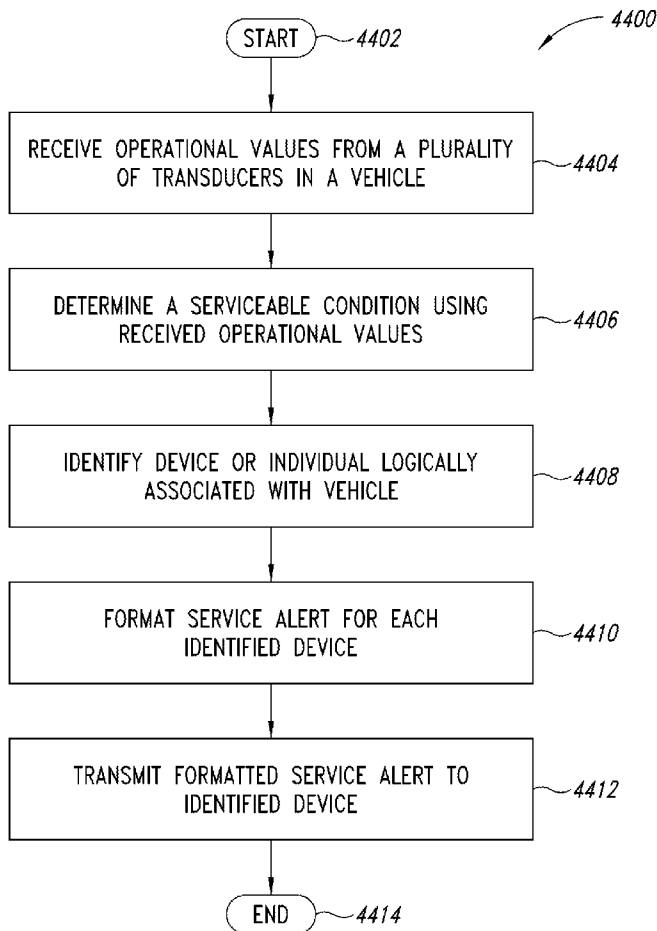 4400
START 4402
RECEIVE OPERATIONAL VALUES FROM A PLURALITY
OF TRANSDUCERS IN A VEHICLE
4404
DETERMINE A SERVICEABLE CONDITION USING
RECEIVED OPERATIONAL VALUES
4406
IDENTIFY DEVICE OR INDIVIDUAL LOGICALLY
ASSOCIATED WITH VEHICLE
4408
FORMAT SERVICE ALERT FOR EACH
IDENTIFIED DEVICE
4410
TRANSMIT FORMATTED SERVICE ALERT TO
IDENTIFIED DEVICE
4412
END 4414